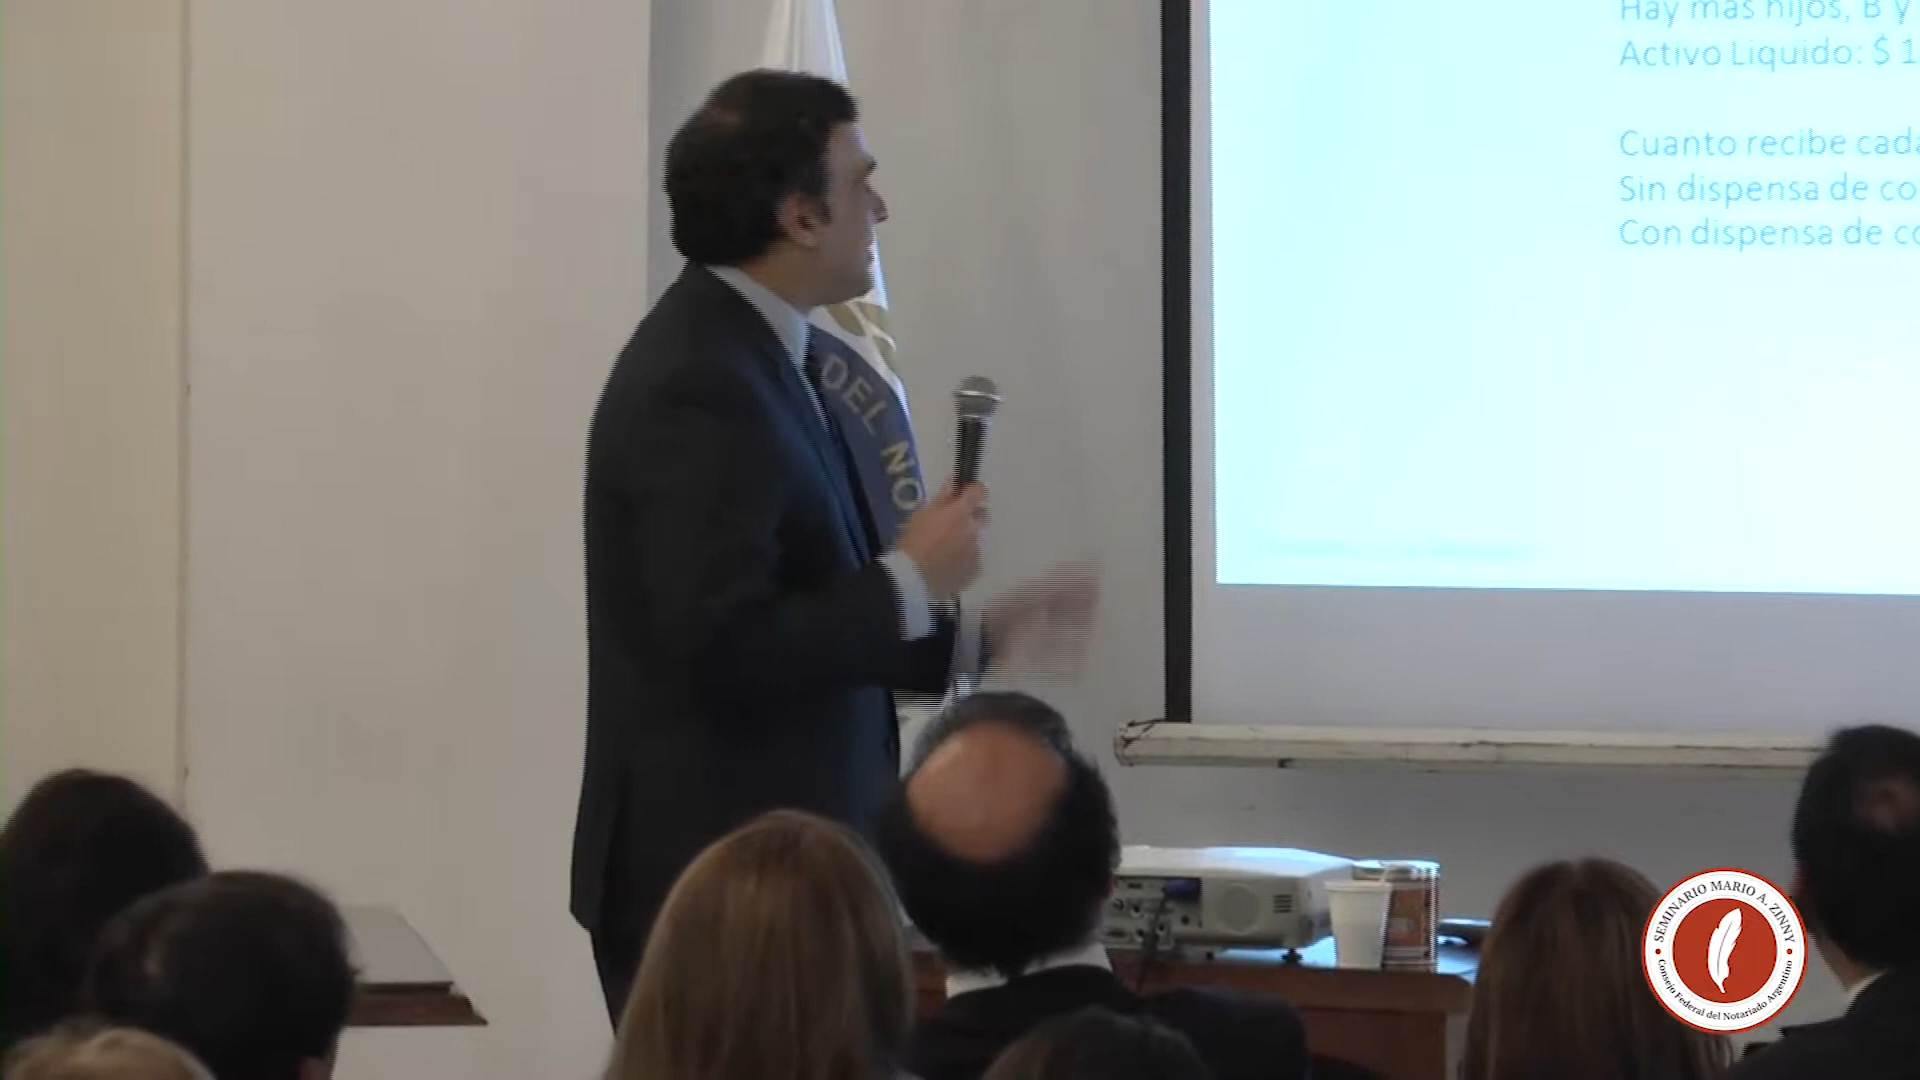 Hay mas hijos, B y
Activo Liquido: $ 1
Cuanto recibe cada
Sin dispensa de co
Con dispensa de co
DEL NO
SEMINARIO MARIO A. ZINNY
Consejo Federal del Notariado Argentino